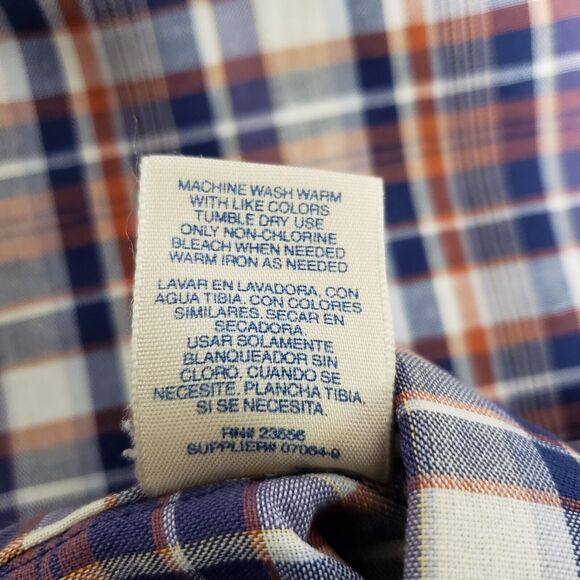 MACHINE WASH WARM
WITH LIKE COLORS
TUMBLE DRY USE
ONLY NON-CHLORINE
BLEACH WHEN NEEDED
WARM IRON AS NEEDED
LAVAR EN LAVADORA, CON
AGUA TIBIA, CON COLORES
SIMILARES. SECAR EN
SECADORA
USAR SOLAMENTE
BLANQUEADOR SIN
CLORO, CUANDO SE
NECESITE, PLANCHA TIBIA,
SI SE NECESITA.
RN# 23556
SUPPLIER# 07064-9